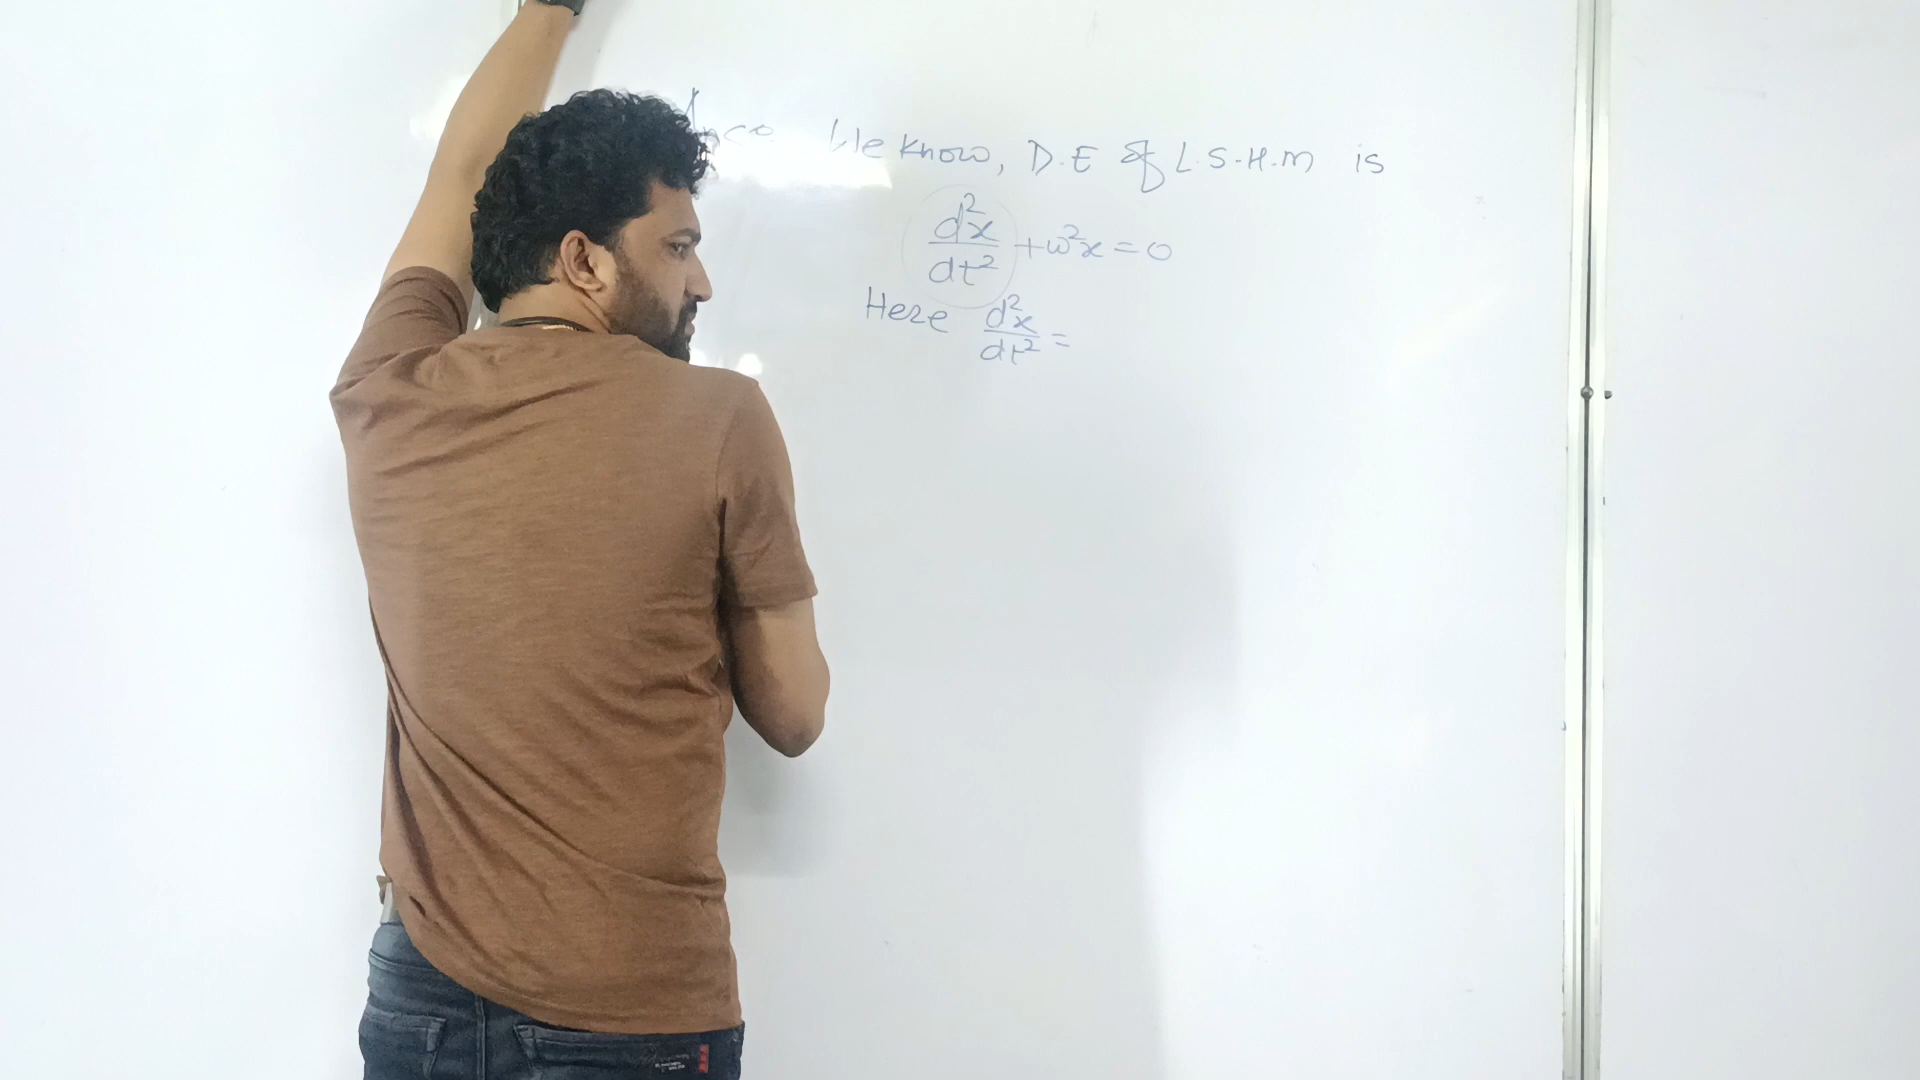 We know, D.E of L.S.H.M is
d²x/dt² + ω²x = 0
Here d²x/dt² =